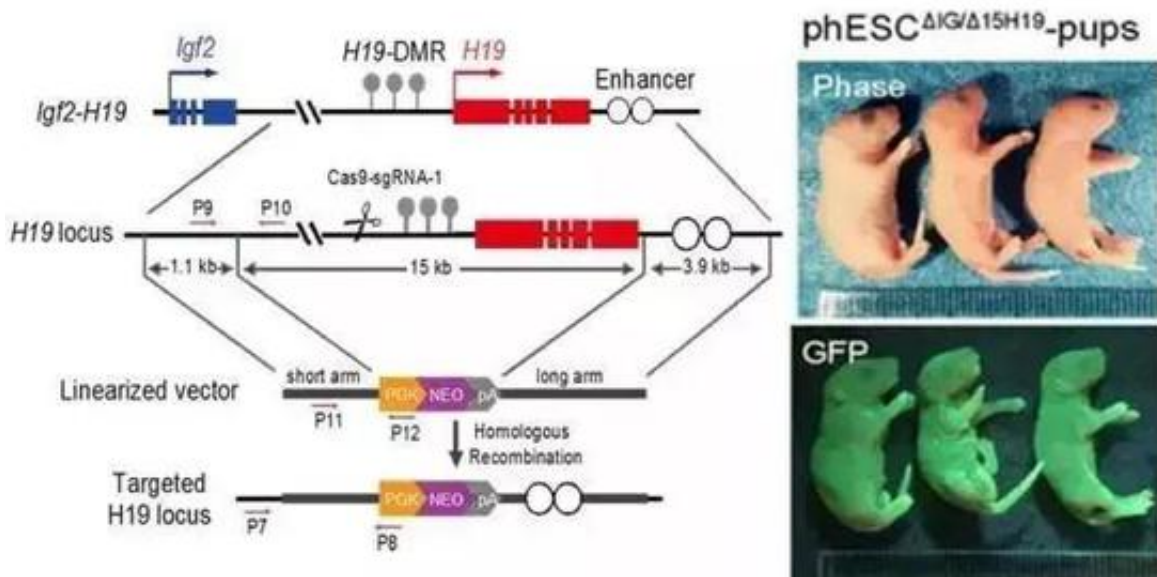 Igf2
H19-DMR
H19
Enhancer
Igf2-H19
Cas9-sgRNA-1
P9
P10
H19 locus
1.1 kb
15 kb
3.9 kb
short arm
long arm
Linearized vector
PGK
NEO
pA
P11
P12
Homologous
Recombination
Targeted
H19 locus
PGK
NEO
pA
P7
P8
phESCΔIG/Δ15H19-pups
Phase
GFP